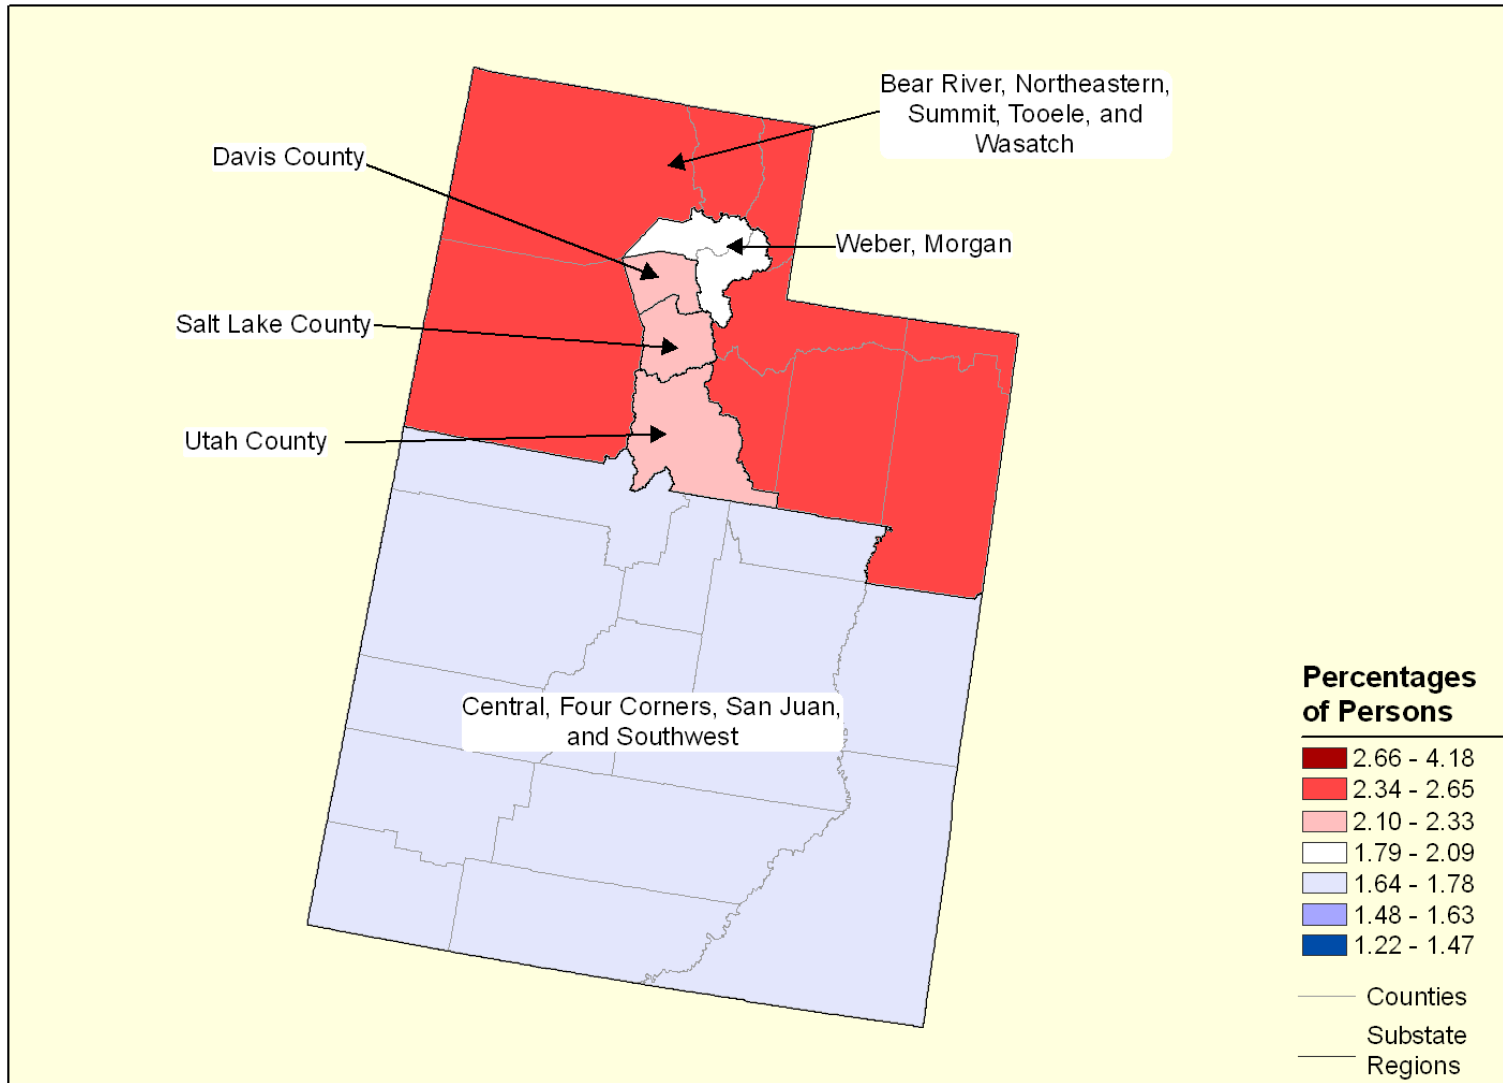 Bear River, Northeastern,
Summit, Tooele, and
Wasatch
Davis County
Weber, Morgan
Salt Lake County
Utah County
Central, Four Corners, San Juan,
and Southwest
Percentages
of Persons
2.66 - 4.18
2.34 - 2.65
2.10 - 2.33
1.79 - 2.09
1.64 - 1.78
1.48 - 1.63
1.22 - 1.47
Counties
Substate
Regions